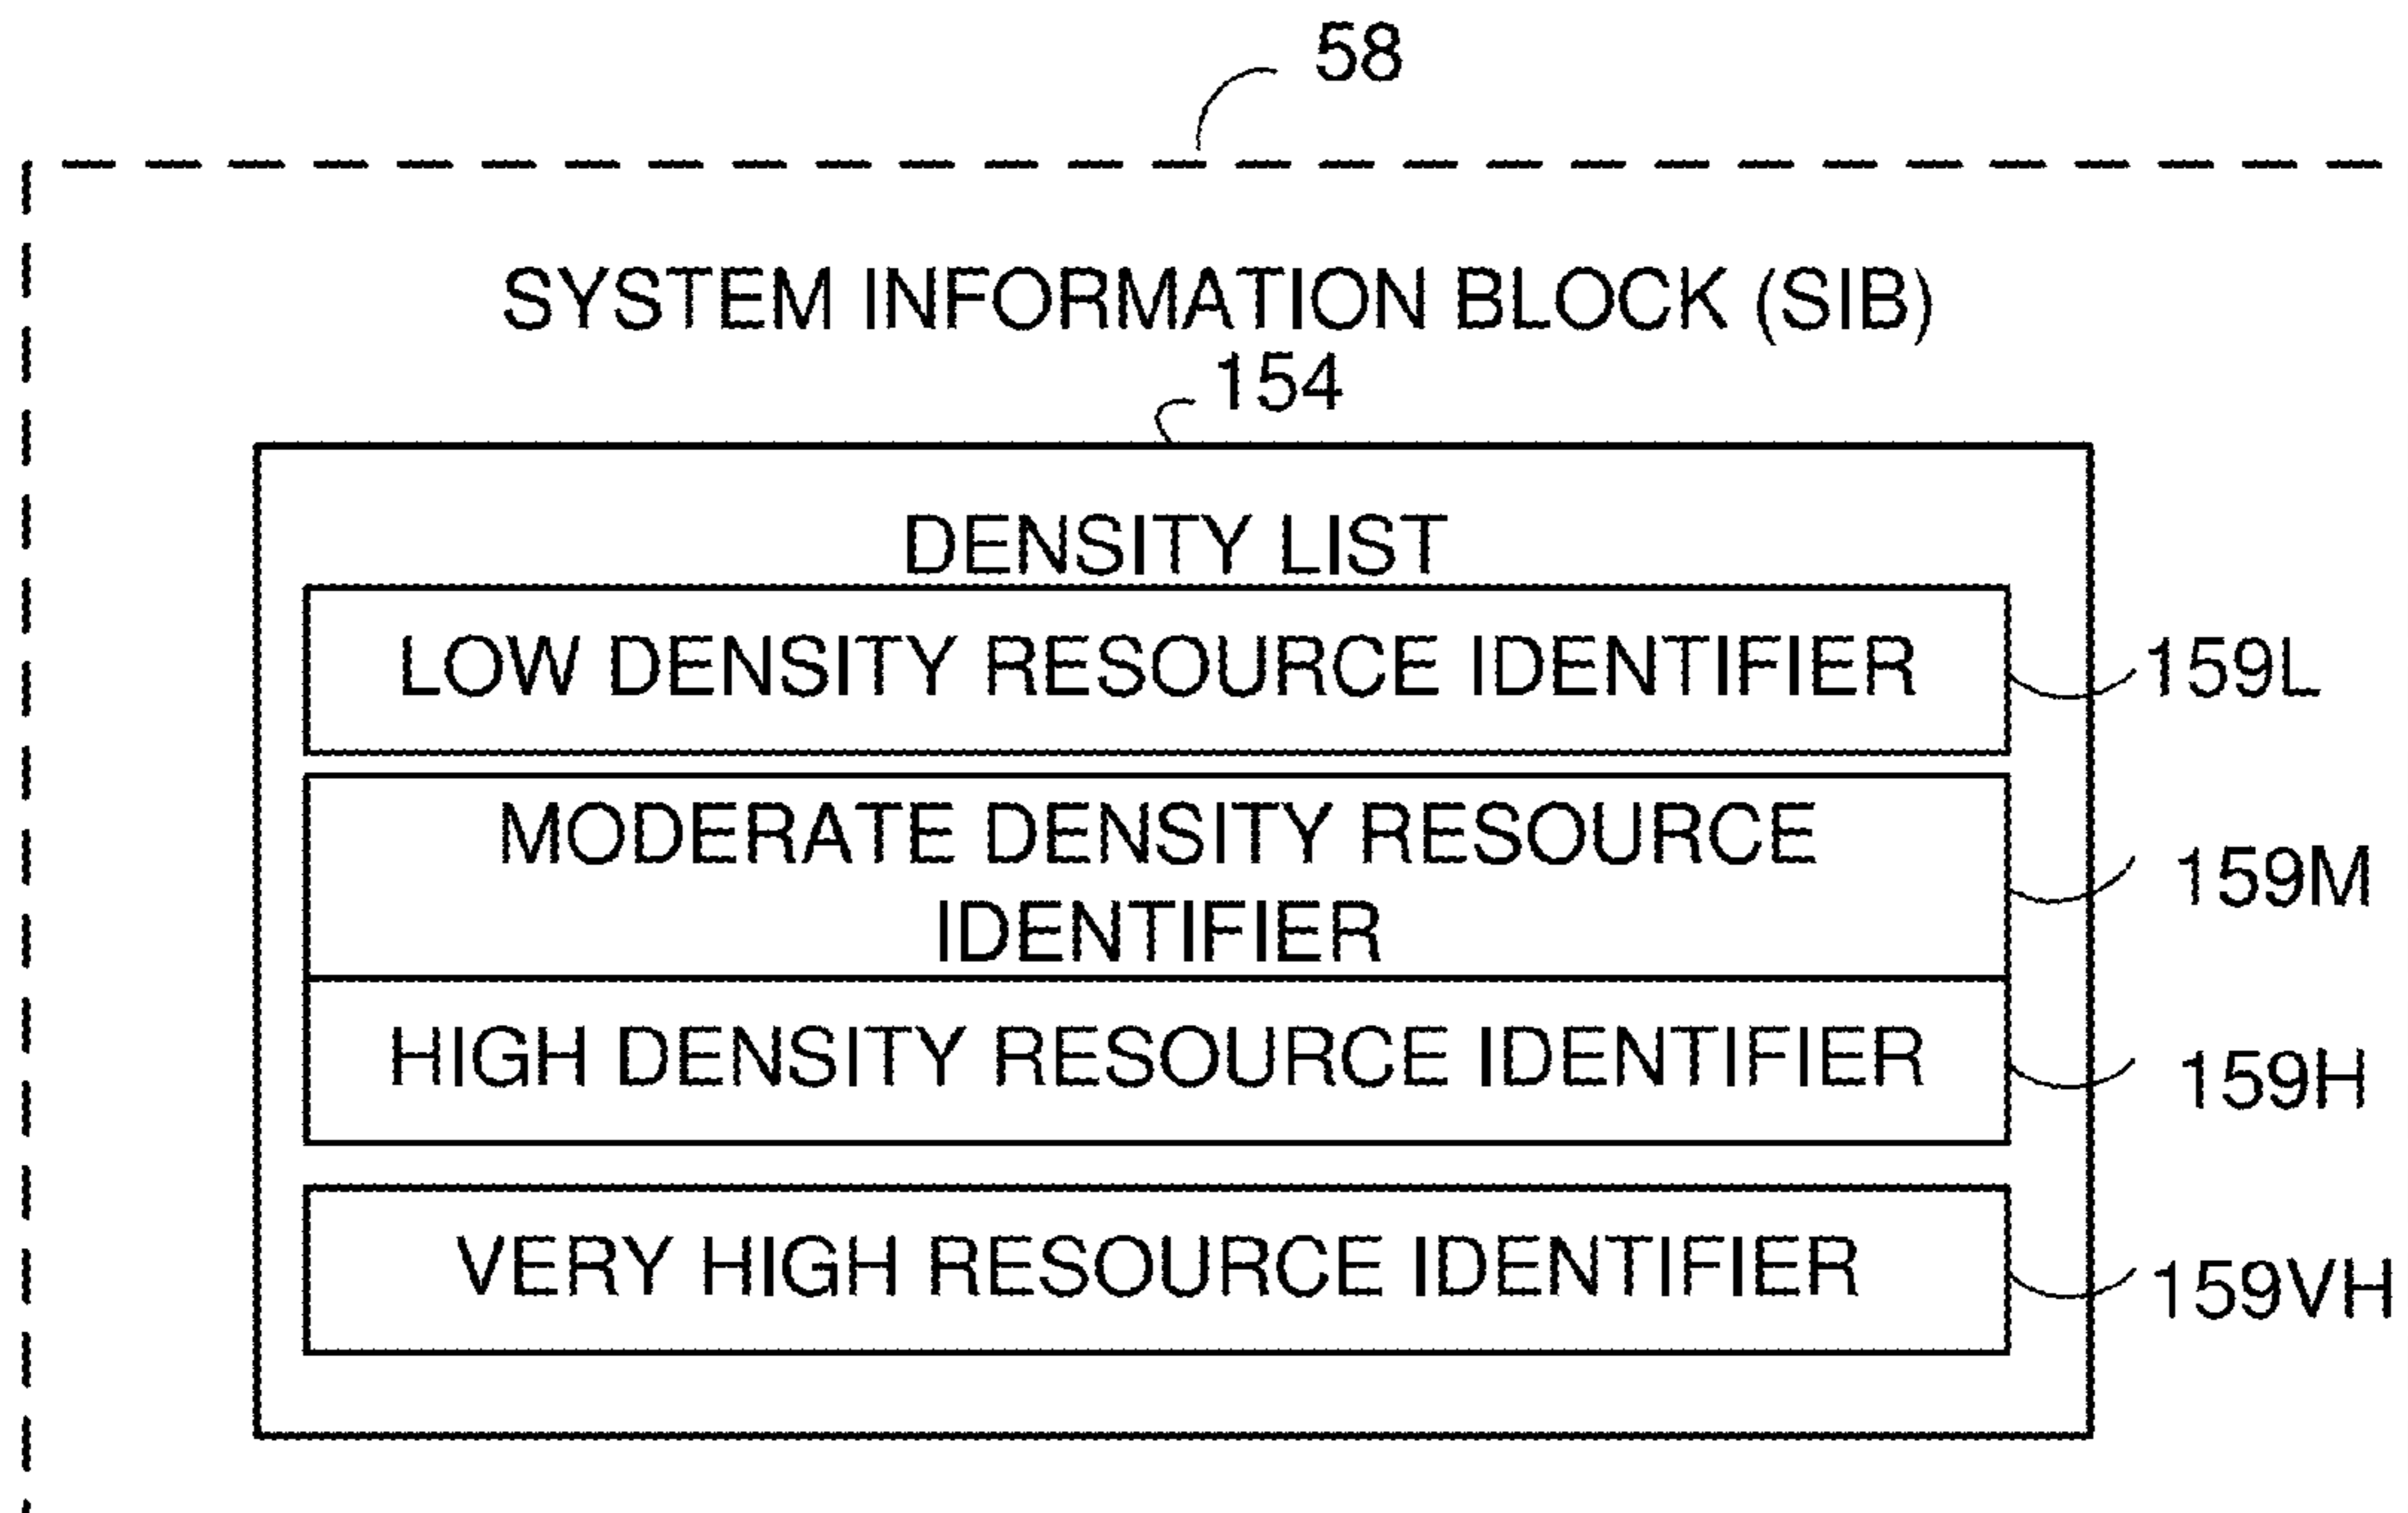 58
SYSTEM INFORMATION BLOCK (SIB)
154
DENSITY LIST
LOW DENSITY RESOURCE IDENTIFIER
159L
MODERATE DENSITY RESOURCE
IDENTIFIER
159M
HIGH DENSITY RESOURCE IDENTIFIER
159H
VERY HIGH RESOURCE IDENTIFIER
159VH